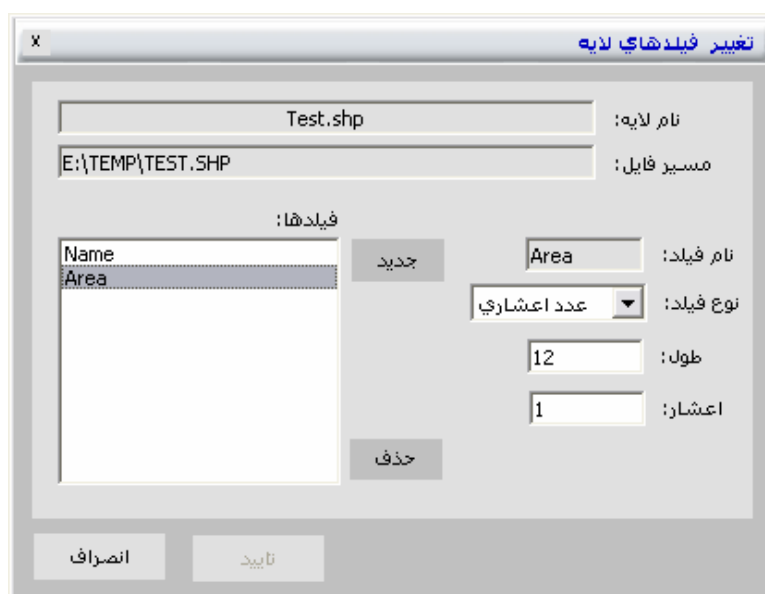 تغيير فيلدهاي لايه
x
نام لايه:
Test.shp
مسير فايل:
E:\TEMP\TEST.SHP
نام فيلد:
Area
نوع فيلد:
عدد اعشاري
طول:
12
اعشار:
1
جديد
حذف
فيلدها:
Name
Area
تاييد
انصراف